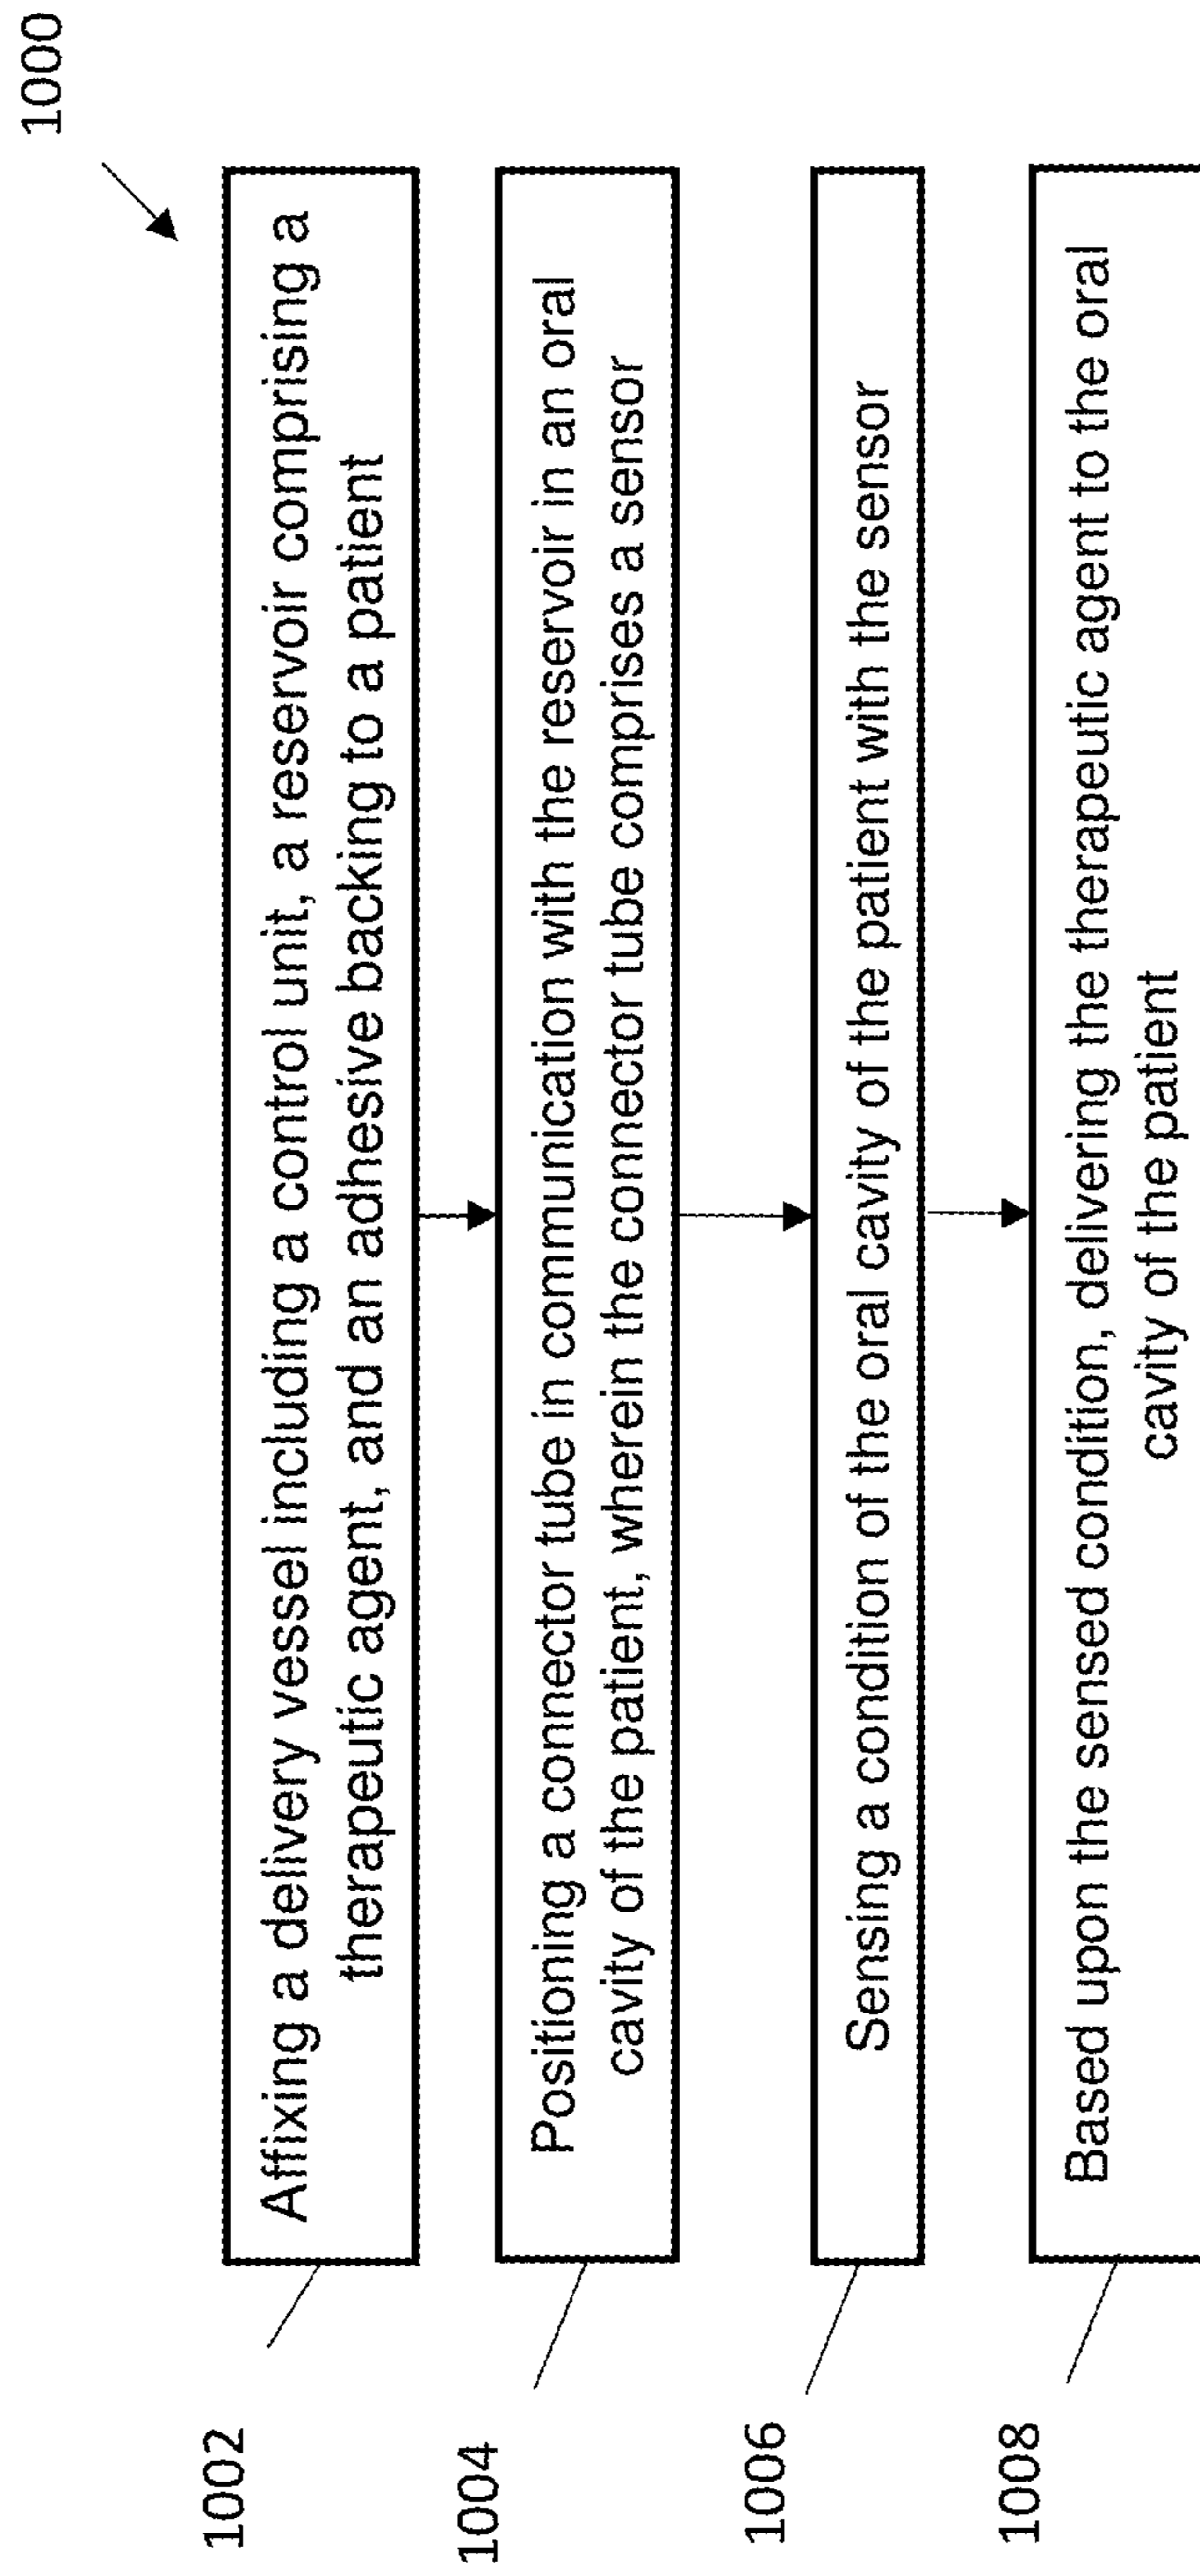 1000
1002
Affixing a delivery vessel including a control unit, a reservoir comprising a
therapeutic agent, and an adhesive backing to a patient
1004
Positioning a connector tube in communication with the reservoir in an oral
cavity of the patient, wherein the connector tube comprises a sensor
1006
Sensing a condition of the oral cavity of the patient with the sensor
1008
Based upon the sensed condition, delivering the therapeutic agent to the oral
cavity of the patient